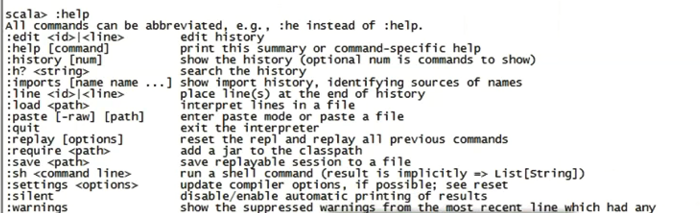 scala> :help
All commands can be abbreviated, e.g., :he instead of :help.
:edit <id>|<line> edit history
:help [command] print this summary or command-specific help
:history [num] show the history (optional num is commands to show)
:h? <string> search the history
:imports [name name ...] show import history, identifying sources of names
:line <id>|<line> place line(s) at the end of history
:load <path> interpret lines in a file
:paste [-raw] [path] enter paste mode or paste a file
:quit exit the interpreter
:replay [options] reset the repl and replay all previous commands
:require <path> add a jar to the classpath
:save <path> save replayable session to a file
:sh <command line> run a shell command (result is implicitly => List[String])
:settings <options> update compiler options, if possible; see reset
:silent disable/enable automatic printing of results
:warnings show the suppressed warnings from the most recent line which had any